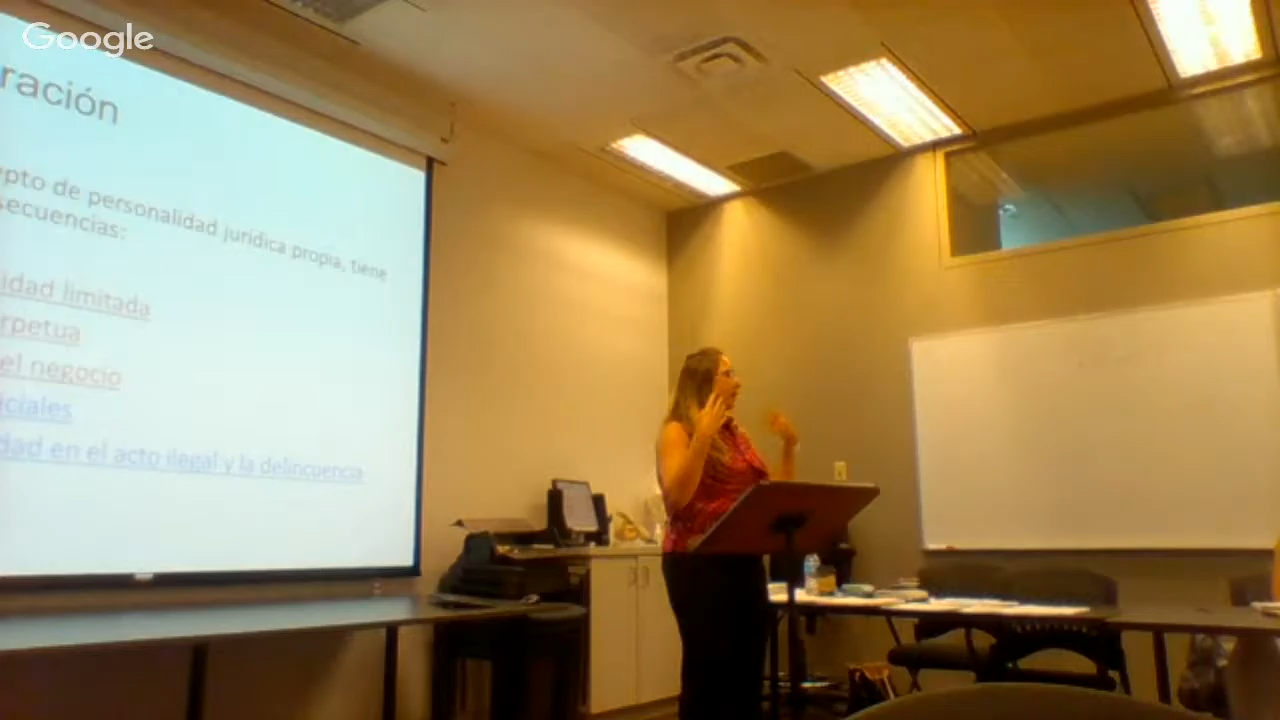 Google
ración
epto de personalidad jurídica propia, tiene
secuencias:
idad limitada
rpetua
el negocio
iciales
dad en el acto ilegal y la delincuencia